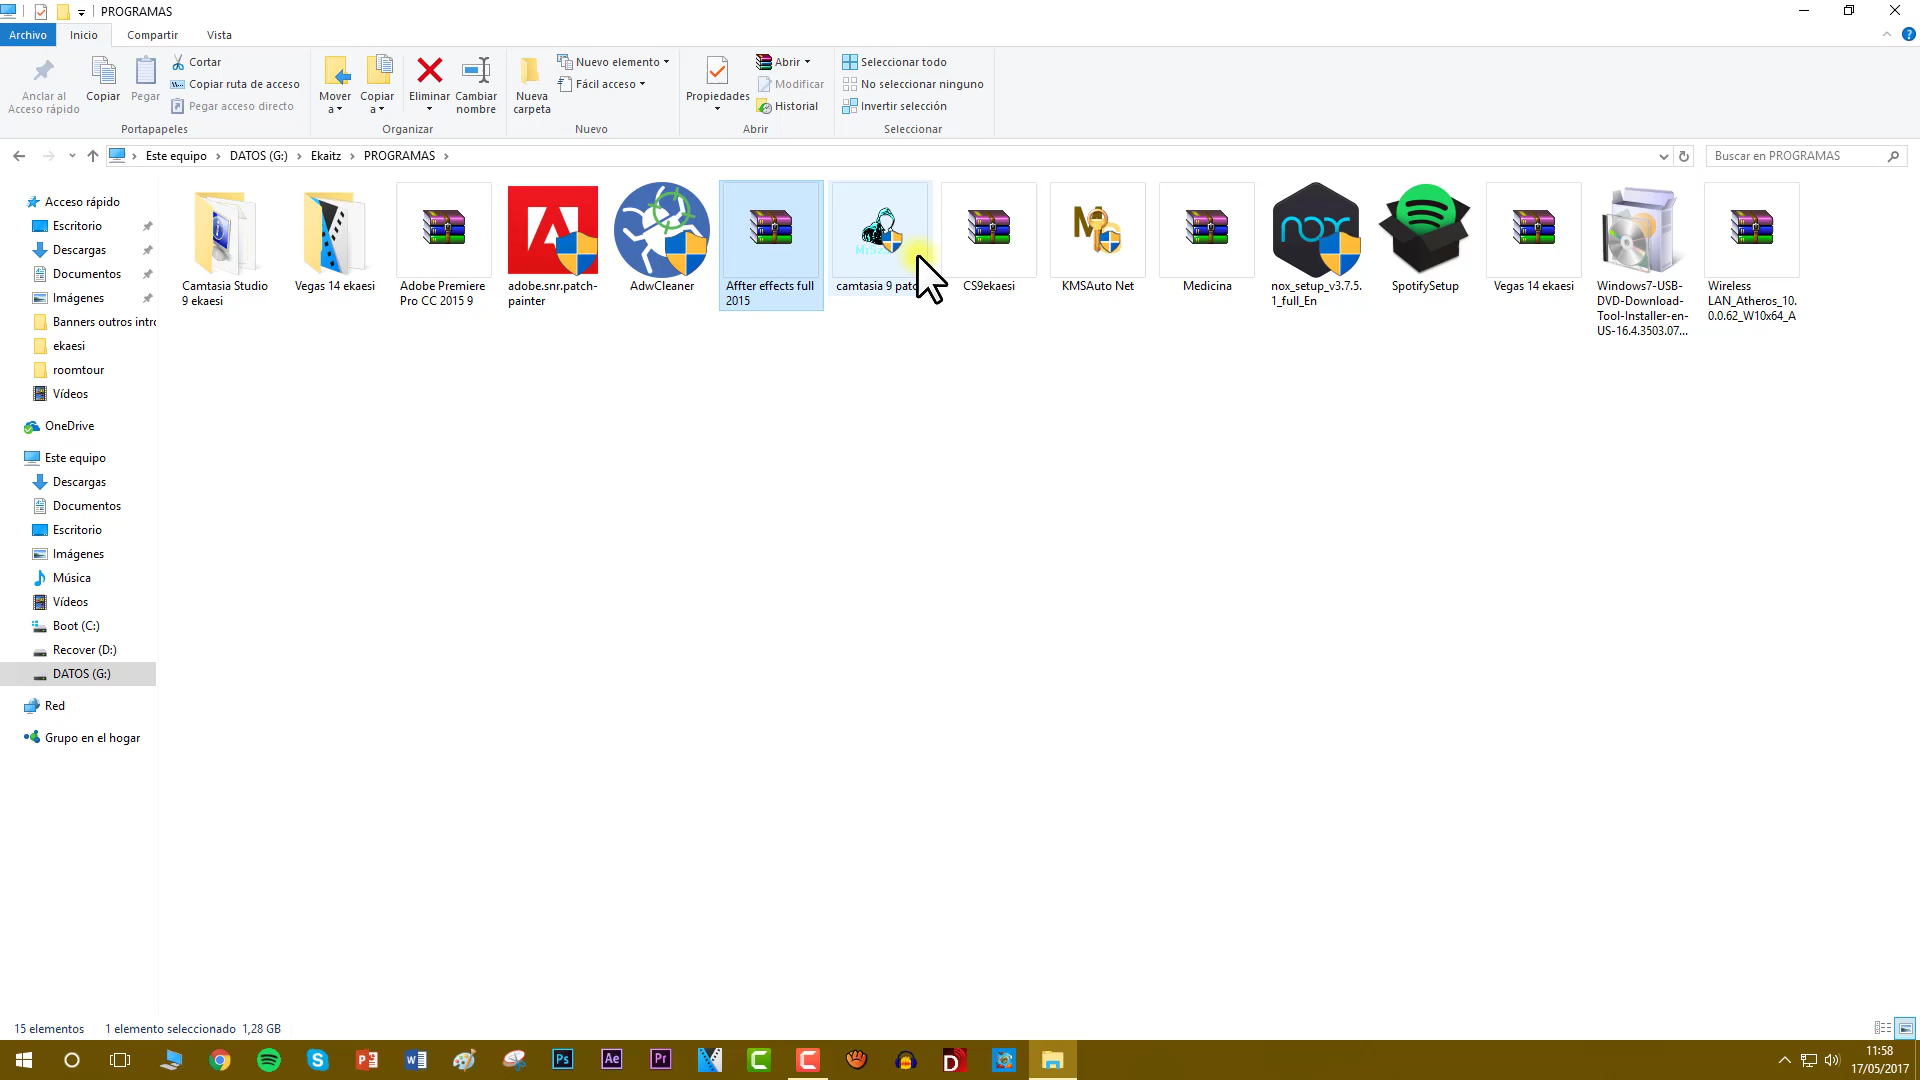 PROGRAMAS
Archivo Inicio Compartir Vista
Anclar al Acceso rápido
Copiar
Pegar
Cortar
Copiar ruta de acceso
Pegar acceso directo
Portapapeles
Mover a
Copiar a
Eliminar
Cambiar nombre
Organizar
Nueva carpeta
Nuevo elemento
Fácil acceso
Nuevo
Propiedades
Abrir
Modificar
Historial
Abrir
Seleccionar todo
No seleccionar ninguno
Invertir selección
Seleccionar
Este equipo > DATOS (G:) > Ekaitz > PROGRAMAS >
Buscar en PROGRAMAS
Acceso rápido
Escritorio
Descargas
Documentos
Imágenes
Banners outros intro
ekaesi
roomtour
Vídeos
OneDrive
Este equipo
Descargas
Documentos
Escritorio
Imágenes
Música
Vídeos
Boot (C:)
Recover (D:)
DATOS (G:)
Red
Grupo en el hogar
Camtasia Studio
9 ekaesi
Vegas 14 ekaesi
Adobe Premiere
Pro CC 2015 9
adobe.snr.patch-
painter
AdwCleaner
Affter effects full
2015
camtasia 9
CS9ekaesi
KMSAuto Net
Medicina
nox
nox_setup_v3.7.5.
1_full_En
SpotifySetup
Vegas 14 ekaesi
Windows7-USB-
DVD-Download-
Tool-Installer-en-
US-16.4.3503.07...
Wireless
LAN_Atheros_10.
0.0.62_W10x64_A
15 elementos 1 elemento seleccionado 1,28 GB
Ps Ae Pr
11:58
17/05/2017